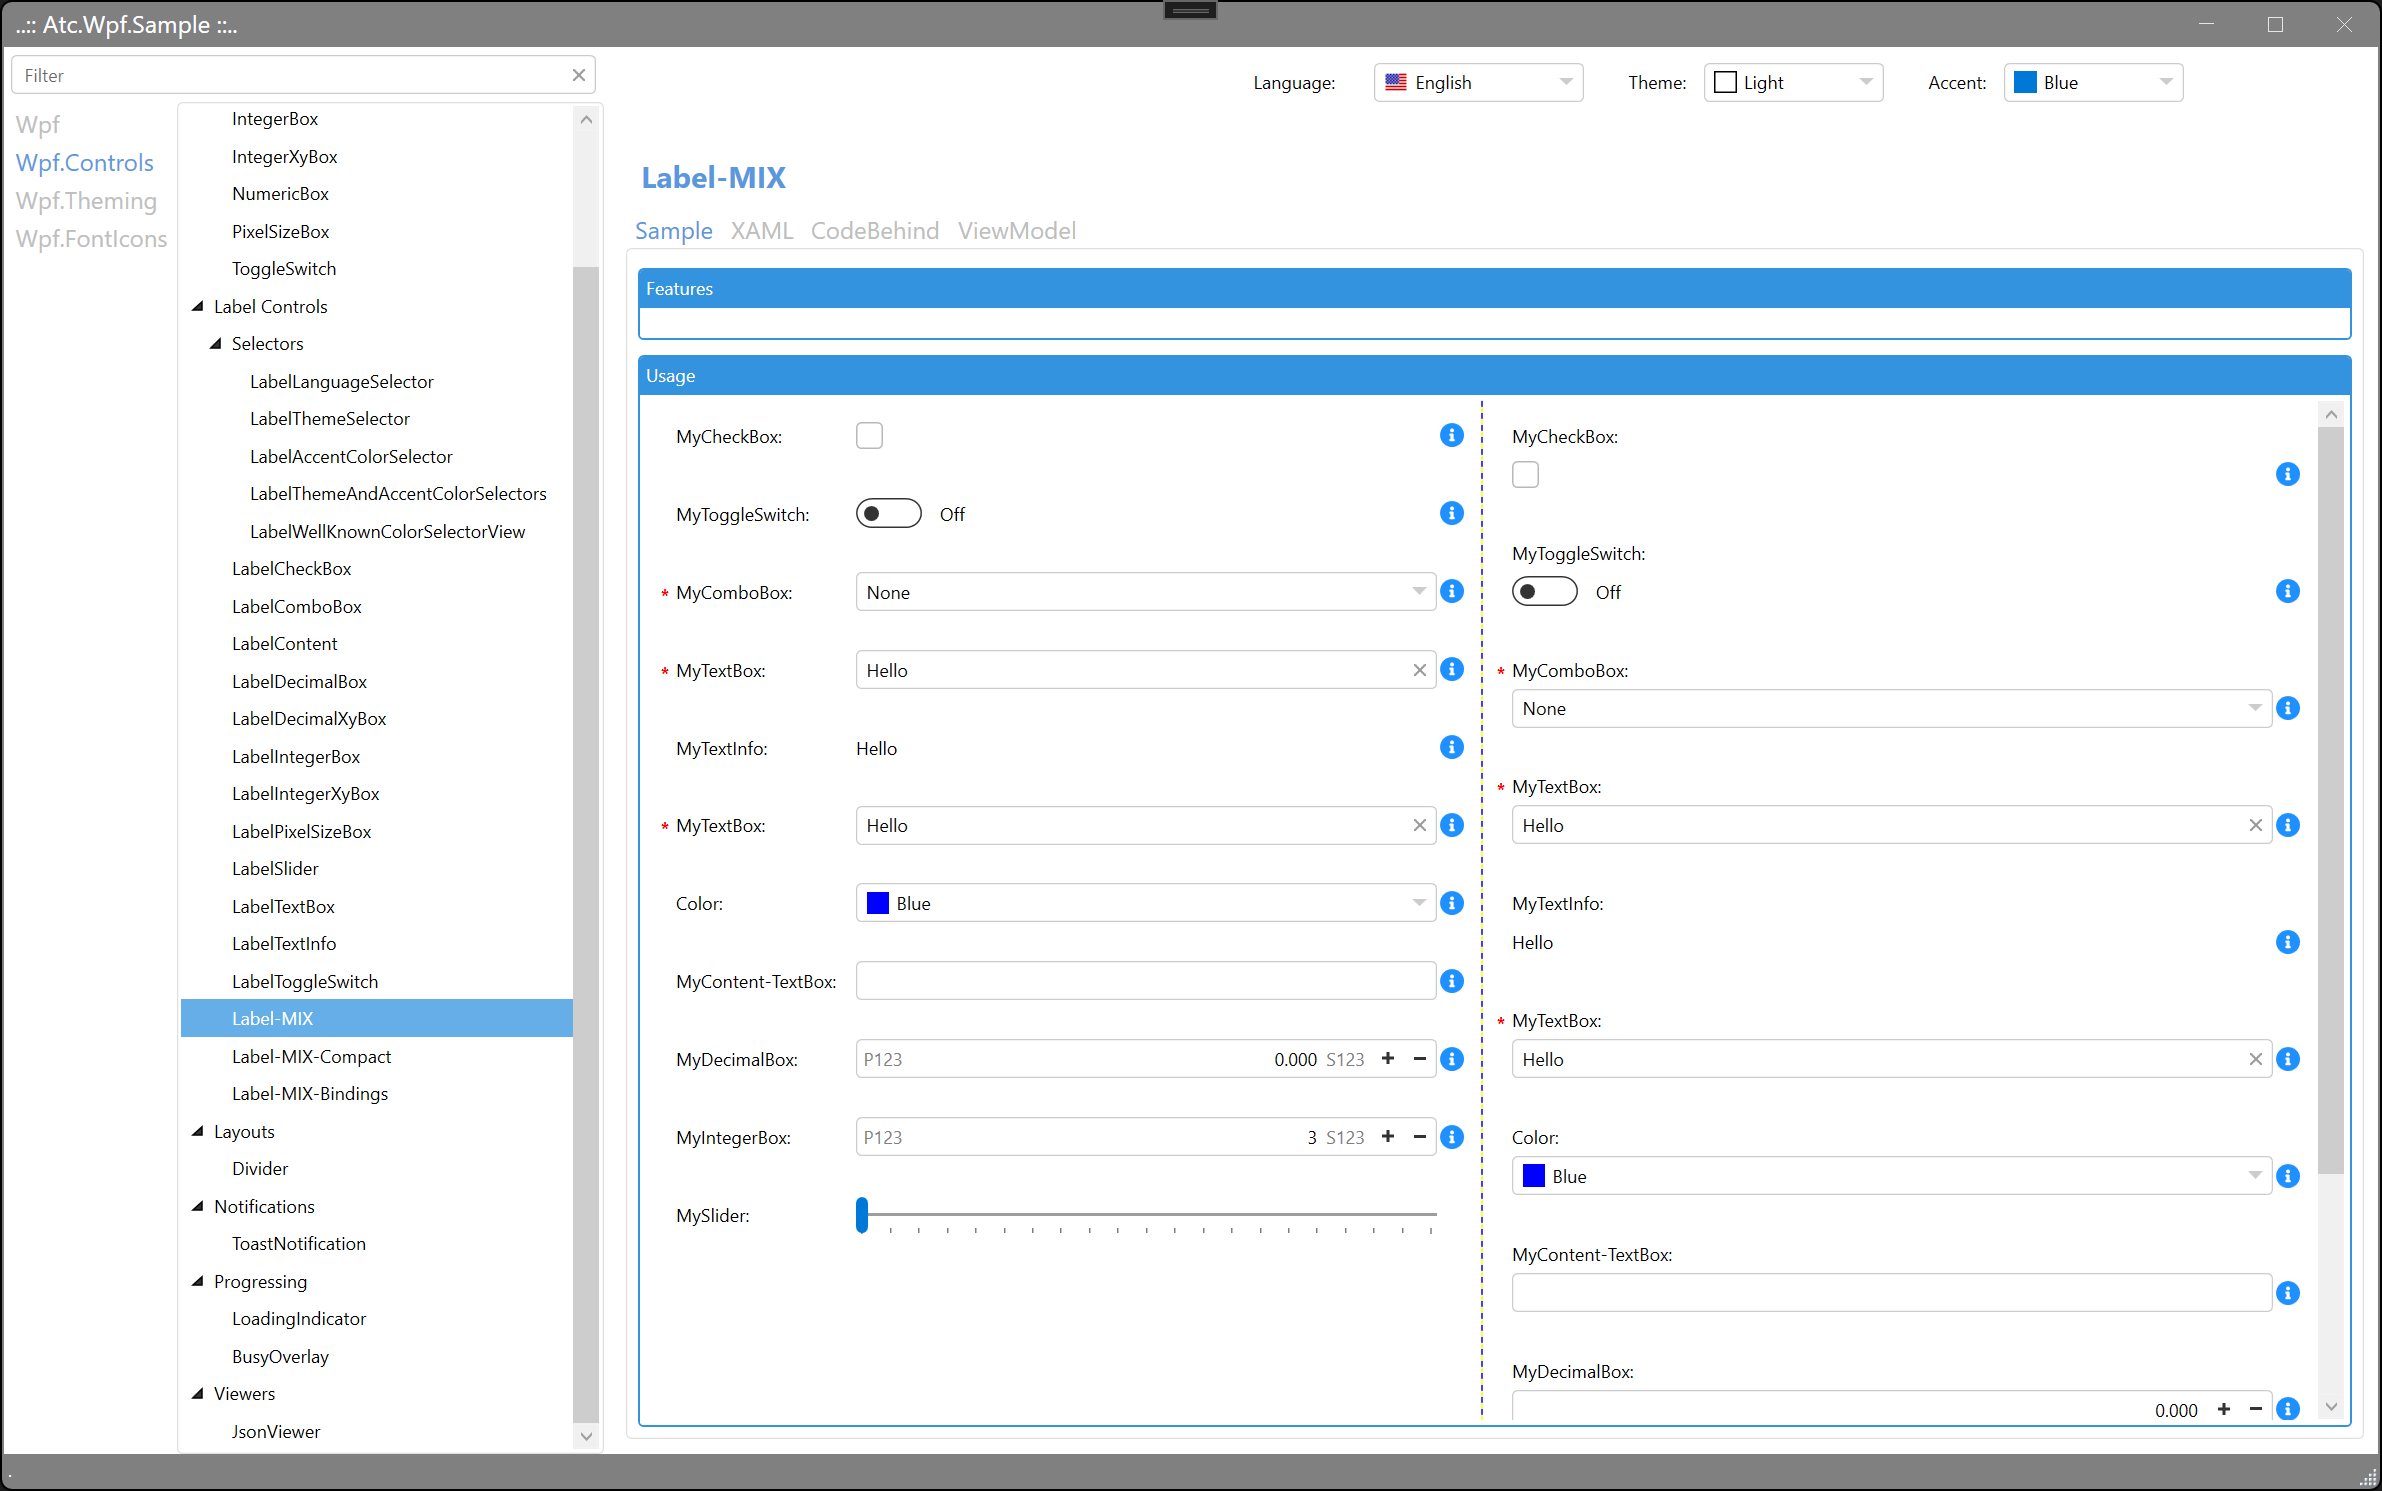 ..:: Atc.Wpf.Sample ::..
Filter
Language:
English
Theme:
Light
Accent:
Blue
Wpf
Wpf.Controls
Wpf.Theming
Wpf.FontIcons
IntegerBox
IntegerXyBox
NumericBox
PixelSizeBox
ToggleSwitch
Label Controls
Selectors
LabelLanguageSelector
LabelThemeSelector
LabelAccentColorSelector
LabelThemeAndAccentColorSelectors
LabelWellKnownColorSelectorView
LabelCheckBox
LabelComboBox
LabelContent
LabelDecimalBox
LabelDecimalXyBox
LabelIntegerBox
LabelIntegerXyBox
LabelPixelSizeBox
LabelSlider
LabelTextBox
LabelTextInfo
LabelToggleSwitch
Label-MIX
Label-MIX-Compact
Label-MIX-Bindings
Layouts
Divider
Notifications
ToastNotification
Progressing
LoadingIndicator
BusyOverlay
Viewers
JsonViewer
Label-MIX
Sample XAML CodeBehind ViewModel
Features
Usage
MyCheckBox:
MyToggleSwitch: Off
* MyComboBox: None
* MyTextBox: Hello
MyTextInfo: Hello
* MyTextBox: Hello
Color: Blue
MyContent-TextBox:
MyDecimalBox: P123 0.000 S123 + −
MyIntegerBox: P123 3 S123 + −
MySlider:
MyCheckBox:
MyToggleSwitch:
Off
* MyComboBox:
None
* MyTextBox:
Hello
MyTextInfo:
Hello
* MyTextBox:
Hello
Color:
Blue
MyContent-TextBox:
MyDecimalBox:
0.000 + −
.